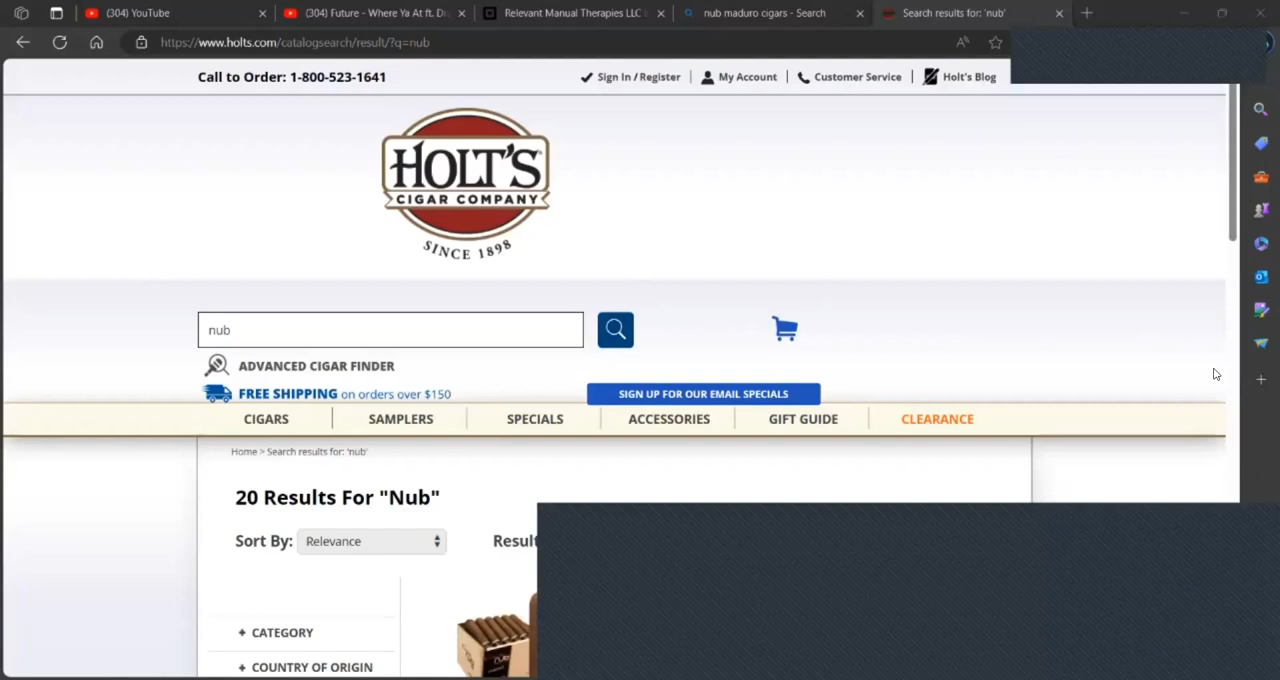 (304) YouTube
(304) Future - Where Ya At ft. Dr
Relevant Manual Therapies LLC
nub maduro cigars - Search
Search results for: 'nub'
https://www.holts.com/catalogsearch/result/?q=nub
Call to Order: 1-800-523-1641
Sign In / Register
My Account
Customer Service
Holt's Blog
HOLT'S
CIGAR COMPANY
SINCE 1898
nub
ADVANCED CIGAR FINDER
FREE SHIPPING on orders over $150
SIGN UP FOR OUR EMAIL SPECIALS
CIGARS
SAMPLERS
SPECIALS
ACCESSORIES
GIFT GUIDE
CLEARANCE
Home > Search results for: 'nub'
20 Results For "Nub"
Sort By: Relevance
Result
+ CATEGORY
+ COUNTRY OF ORIGIN